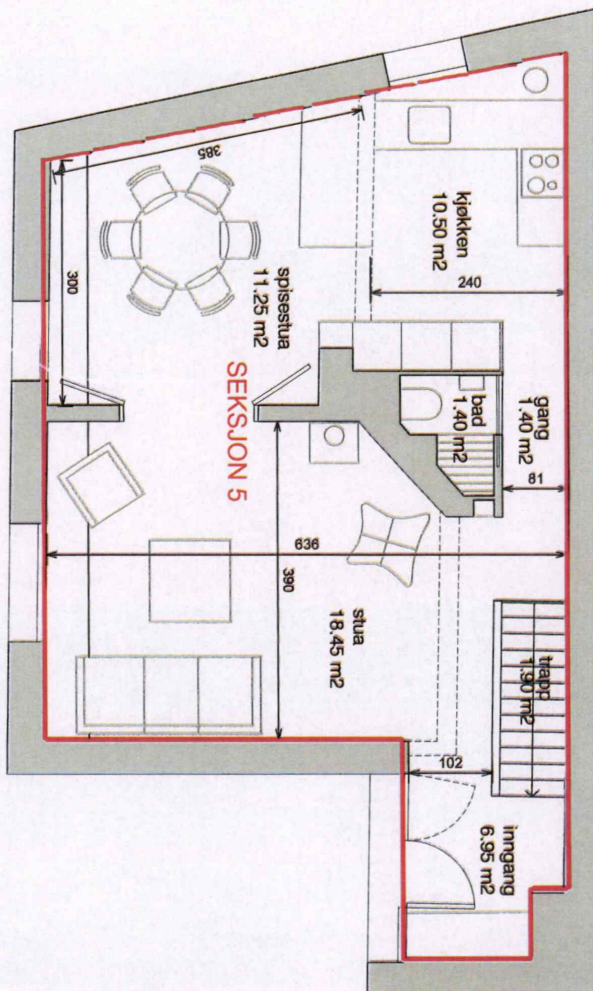 kjøkken
10.50 m2
385
240
300
spisestua
11.25 m2
gang
1.40 m2
bad
1.40 m2
81
SEKSJON 5
636
390
stua
18.45 m2
trapp
1.90 m2
102
inngang
6.95 m2